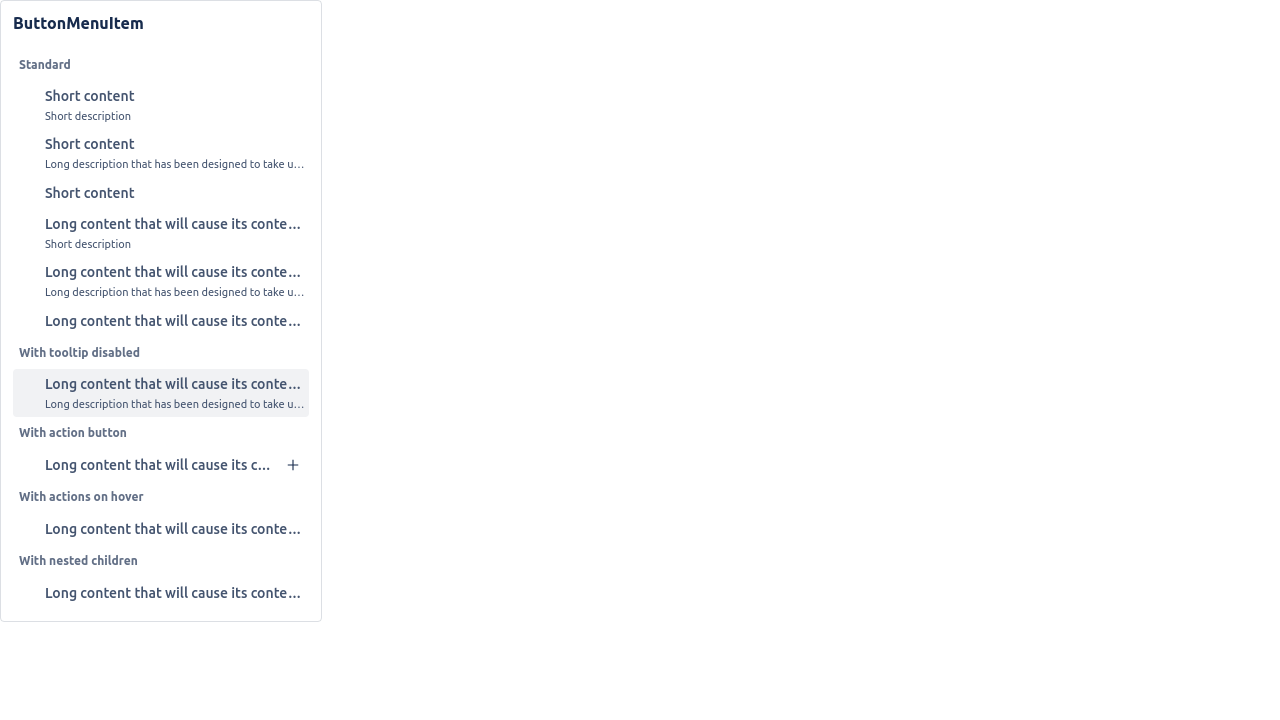 ButtonMenuItem
Standard
Short content
Short description
Short content
Long description that has been designed to take u…
Short content
Long content that will cause its conte…
Short description
Long content that will cause its conte…
Long description that has been designed to take u…
Long content that will cause its conte…
With tooltip disabled
Long content that will cause its conte…
Long description that has been designed to take u…
With action button
Long content that will cause its c…
With actions on hover
Long content that will cause its conte…
With nested children
Long content that will cause its conte…